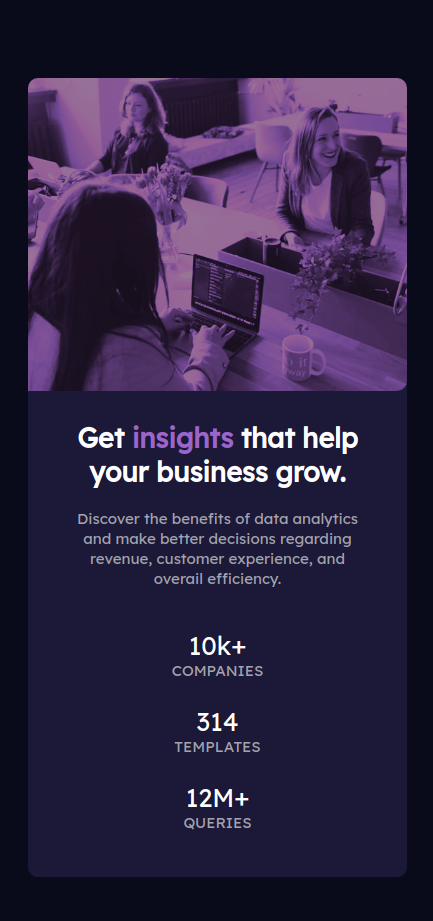 Get insights that help
your business grow.
Discover the benefits of data analytics
and make better decisions regarding
revenue, customer experience, and
overail efficiency.
10k+
COMPANIES
314
TEMPLATES
12M+
QUERIES